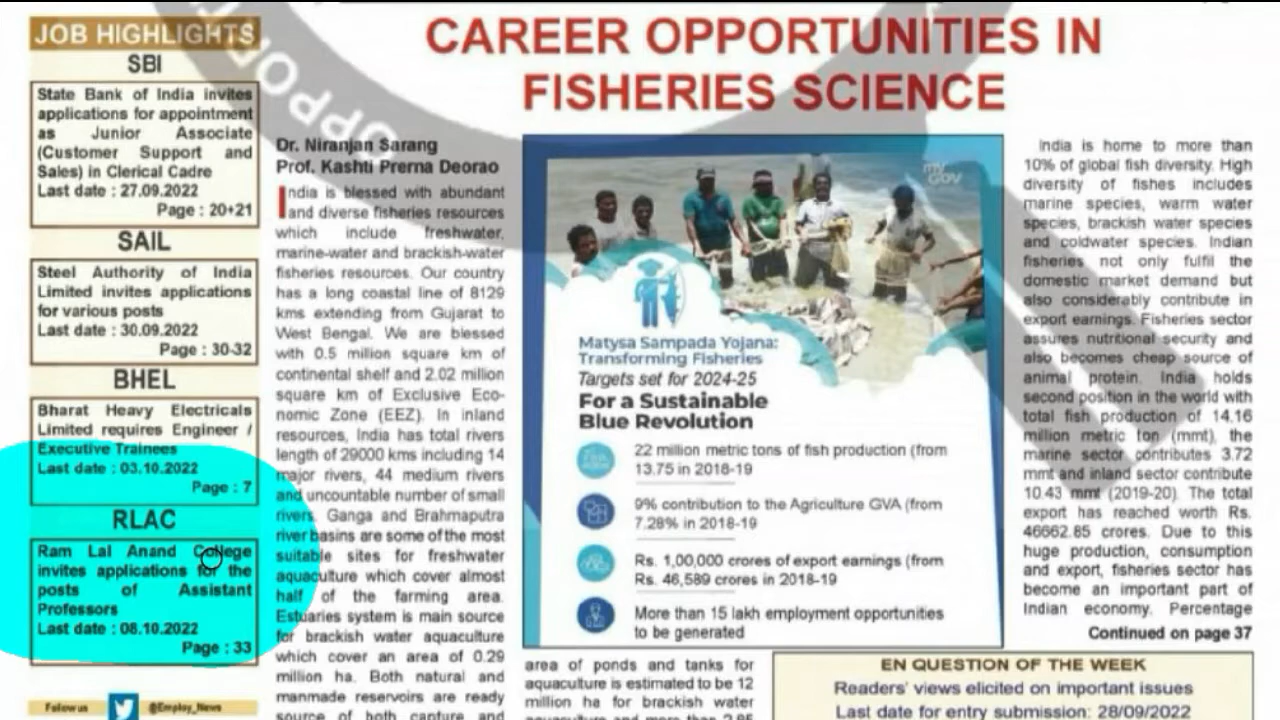 JOB HIGHLIGHTS
SBI
State Bank of India invites
applications for appointment
as Junior Associate
(Customer Support and
Sales) in Clerical Cadre
Last date : 27.09.2022
Page : 20+21
SAIL
Steel Authority of India
Limited invites applications
for various posts
Last date : 30.09.2022
Page : 30-32
BHEL
Bharat Heavy Electricals
Limited requires Engineer /
Executive Trainees
Last date : 03.10.2022
Page : 7
RLAC
Ram Lal Anand College
invites applications for the
posts of Assistant
Professors
Last date : 08.10.2022
Page : 33
Follow us
@Employ_News
CAREER OPPORTUNITIES IN
FISHERIES SCIENCE
Dr. Niranjan Sarang
Prof. Kashti Prerna Deorao
India is blessed with abundant
and diverse fisheries resources
which include freshwater,
marine-water and brackish-water
fisheries resources. Our country
has a long coastal line of 8129
kms extending from Gujarat to
West Bengal. We are blessed
with 0.5 million square km of
continental shelf and 2.02 million
square km of Exclusive Eco-
nomic Zone (EEZ). In inland
resources, India has total rivers
length of 29000 kms including 14
major rivers, 44 medium rivers
and uncountable number of small
rivers. Ganga and Brahmaputra
river basins are some of the most
suitable sites for freshwater
aquaculture which cover almost
half of the farming area.
Estuaries system is main source
for brackish water aquaculture
which cover an area of 0.29
million ha. Both natural and
manmade reservoirs are ready
source of both capture and
my
GOV
Matysa Sampada Yojana:
Transforming Fisheries
Targets set for 2024-25
For a Sustainable
Blue Revolution
22 million metric tons of fish production (from
13.75 in 2018-19
9% contribution to the Agriculture GVA (from
7.28% in 2018-19
Rs. 1,00,000 crores of export earnings (from
Rs. 46,589 crores in 2018-19
More than 15 lakh employment opportunities
to be generated
area of ponds and tanks for
aquaculture is estimated to be 12
million ha for brackish water
India is home to more than
10% of global fish diversity. High
diversity of fishes includes
marine species, warm water
species, brackish water species
and coldwater species. Indian
fisheries not only fulfil the
domestic market demand but
also considerably contribute in
export earnings. Fisheries sector
assures nutritional security and
also becomes cheap source of
animal protein. India holds
second position in the world with
total fish production of 14.16
million metric ton (mmt), the
marine sector contributes 3.72
mmt and inland sector contribute
10.43 mmt (2019-20). The total
export has reached worth Rs.
46662.85 crores. Due to this
huge production, consumption
and export, fisheries sector has
become an important part of
Indian economy. Percentage
Continued on page 37
EN QUESTION OF THE WEEK
Readers' views elicited on important issues
Last date for entry submission: 28/09/2022